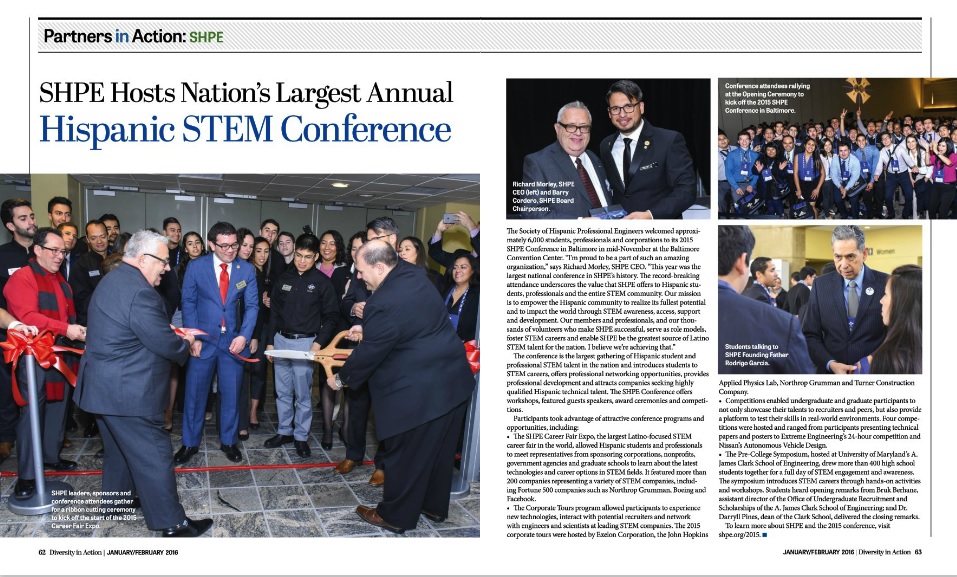 Partners in Action: SHPE
SHPE Hosts Nation's Largest Annual
Hispanic STEM Conference
SHPE leaders, sponsors and
conference attendees gather
for a ribbon cutting ceremony
to kick off the start of the 2015
Career Fair Expo.
62 Diversity in Action | JANUARY/FEBRUARY 2016
Richard Morley, SHPE
CEO (left) and Barry
Cordero, SHPE Board
Chairperson.
Conference attendees rallying
at the Opening Ceremony to
kick off the 2015 SHPE
Conference in Baltimore.
The Society of Hispanic Professional Engineers welcomed approxi-
mately 6,000 students, professionals and corporations to its 2015
SHPE Conference in Baltimore in mid-November at the Baltimore
Convention Center. "I'm proud to be a part of such an amazing
organization," says Richard Morley, SHPE CEO. "This year was the
largest national conference in SHPE's history. The record-breaking
attendance underscores the value that SHPE offers to Hispanic stu-
dents, professionals and the entire STEM community. Our mission
is to empower the Hispanic community to realize its fullest potential
and to impact the world through STEM awareness, access, support
and development. Our members and professionals, and our thou-
sands of volunteers who make SHPE successful, serve as role models,
foster STEM careers and enable SHPE be the greatest source of Latino
STEM talent for the nation. I believe we're achieving that."
The conference is the largest gathering of Hispanic student and
professional STEM talent in the nation and introduces students to
STEM careers, offers professional networking opportunities, provides
professional development and attracts companies seeking highly
qualified Hispanic technical talent. The SHPE Conference offers
workshops, featured guests speakers, award ceremonies and competi-
tions.
Participants took advantage of attractive conference programs and
opportunities, including:
• The SHPE Career Fair Expo, the largest Latino-focused STEM
career fair in the world, allowed Hispanic students and professionals
to meet representatives from sponsoring corporations, nonprofits,
government agencies and graduate schools to learn about the latest
technologies and career options in STEM fields. It featured more than
200 companies representing a variety of STEM companies, includ-
ing Fortune 500 companies such as Northrop Grumman, Boeing and
Facebook.
• The Corporate Tours program allowed participants to experience
new technologies, interact with potential recruiters and network
with engineers and scientists at leading STEM companies. The 2015
corporate tours were hosted by Exelon Corporation, the John Hopkins
Women
Students talking to
SHPE Founding Father
Rodrigo Garcia.
Applied Physics Lab, Northrop Grumman and Turner Construction
Company.
• Competitions enabled undergraduate and graduate participants to
not only showcase their talents to recruiters and peers, but also provide
a platform to test their skills in real-world environments. Four compe-
titions were hosted and ranged from participants presenting technical
papers and posters to Extreme Engineering's 24-hour competition and
Nissan's Autonomous Vehicle Design.
• The Pre-College Symposium, hosted at University of Maryland's A.
James Clark School of Engineering, drew more than 400 high school
students together for a full day of STEM engagement and awareness.
The symposium introduces STEM careers through hands-on activities
and workshops. Students heard opening remarks from Bruk Berhane,
assistant director of the Office of Undergraduate Recruitment and
Scholarships of the A. James Clark School of Engineering; and Dr.
Darryll Pines, dean of the Clark School, delivered the closing remarks.
To learn more about SHPE and the 2015 conference, visit
shpe.org/2015.
JANUARY/FEBRUARY 2016 | Diversity in Action 63